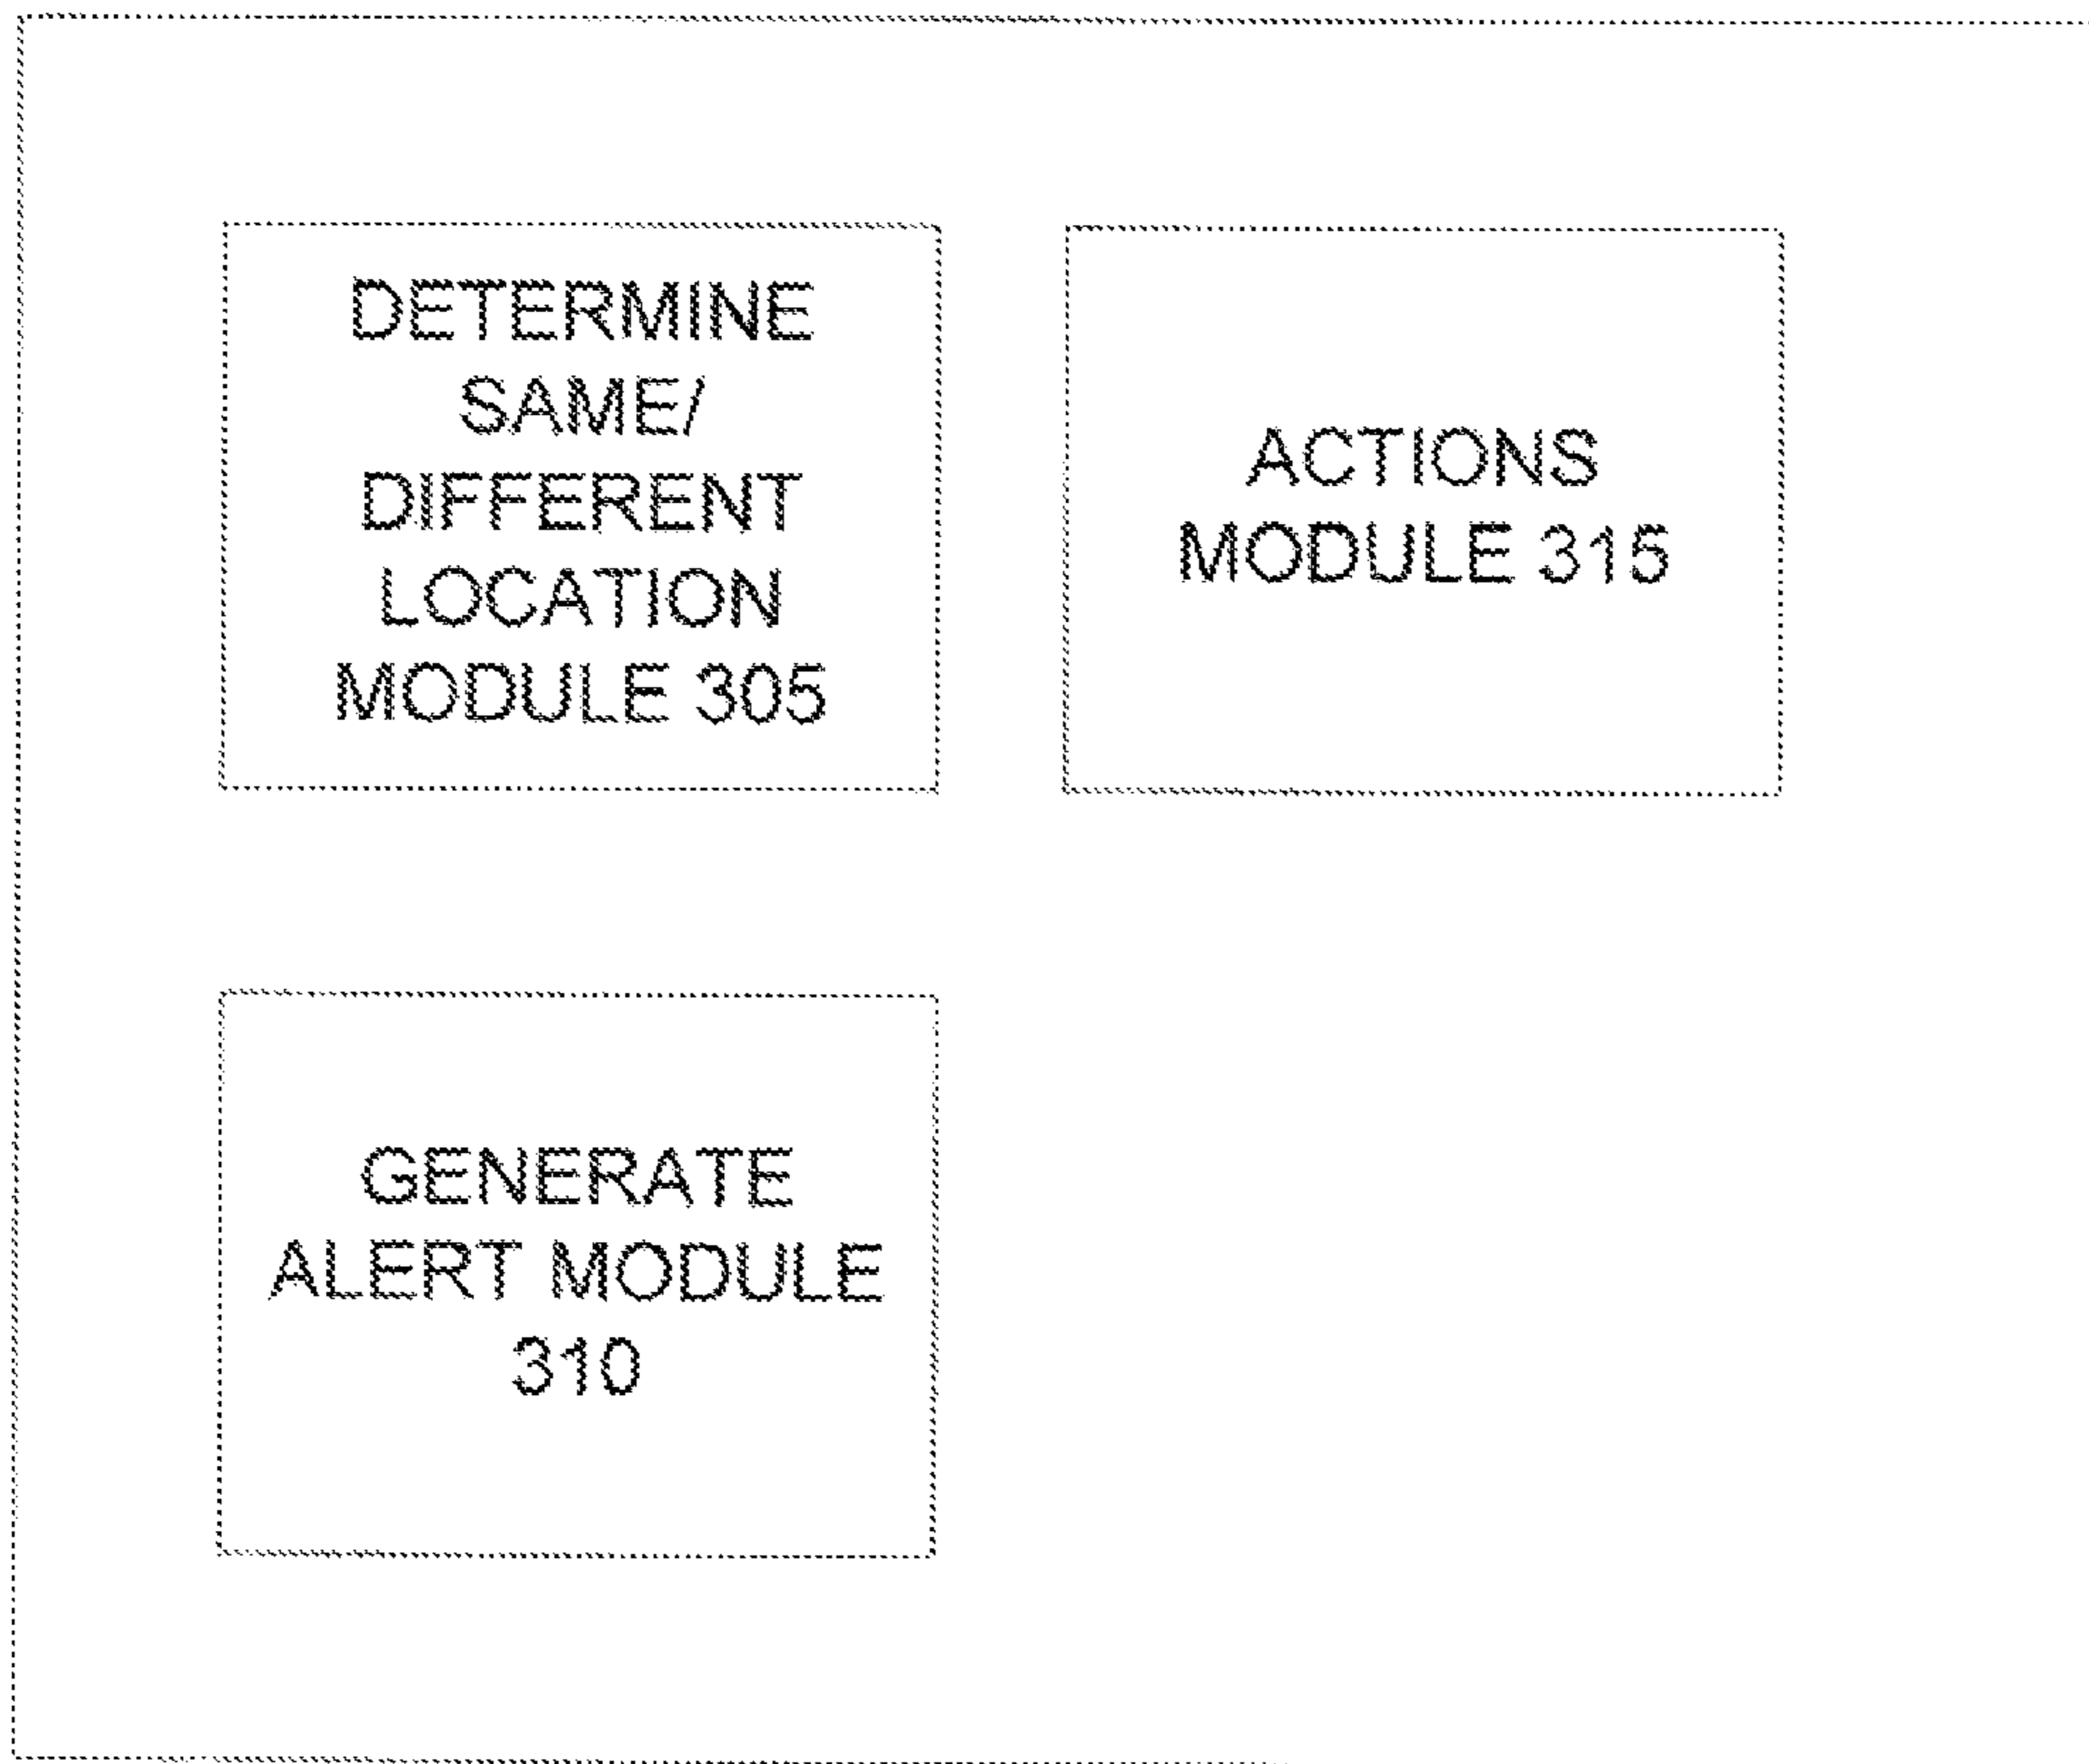 DETERMINE
SAME/
DIFFERENT
LOCATION
MODULE 305
ACTIONS
MODULE 315
GENERATE
ALERT MODULE
310